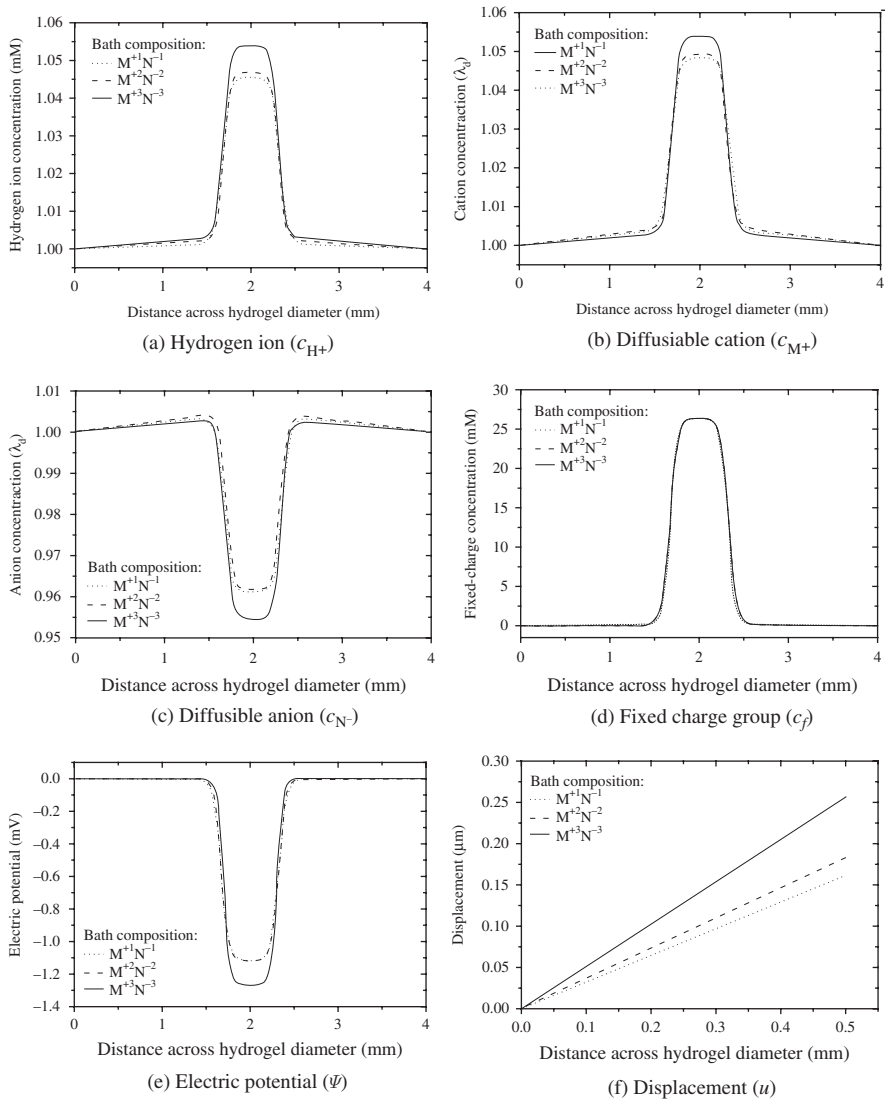 1.06
1.05
1.04
1.03
1.02
1.01
1.00
Hydrogen ion concentration (mM)
Bath composition:
M+1N−1
M+2N−2
M+3N−3
0 1 2 3 4
Distance across hydrogel diameter (mm)
(a) Hydrogen ion (cH+)
1.06
1.05
1.04
1.03
1.02
1.01
1.00
Cation concentraction (λd)
Bath composition:
M+1N−1
M+2N−2
M+3N−3
0 1 2 3 4
Distance across hydrogel diameter (mm)
(b) Diffusiable cation (cM+)
1.01
1.00
0.99
0.98
0.97
0.96
0.95
Anion concentraction (λd)
Bath composition:
M+1N−1
M+2N−2
M+3N−3
0 1 2 3 4
Distance across hydrogel diameter (mm)
(c) Diffusible anion (cN-)
30
25
20
15
10
5
0
Fixed-charge concentration (mM)
Bath composition:
M+1N−1
M+2N−2
M+3N−3
0 1 2 3 4
Distance across hydrogel diameter (mm)
(d) Fixed charge group (cf)
0.0
−0.2
−0.4
−0.6
−0.8
−1.0
−1.2
−1.4
Electric potential (mV)
Bath composition:
M+1N−1
M+2N−2
M+3N−3
0 1 2 3 4
Distance across hydrogel diameter (mm)
(e) Electric potential (Ψ)
0.30
0.25
0.20
0.15
0.10
0.05
0.00
Displacement (μm)
Bath composition:
M+1N−1
M+2N−2
M+3N−3
0.0 0.1 0.2 0.3 0.4 0.5
Distance across hydrogel diameter (mm)
(f) Displacement (u)